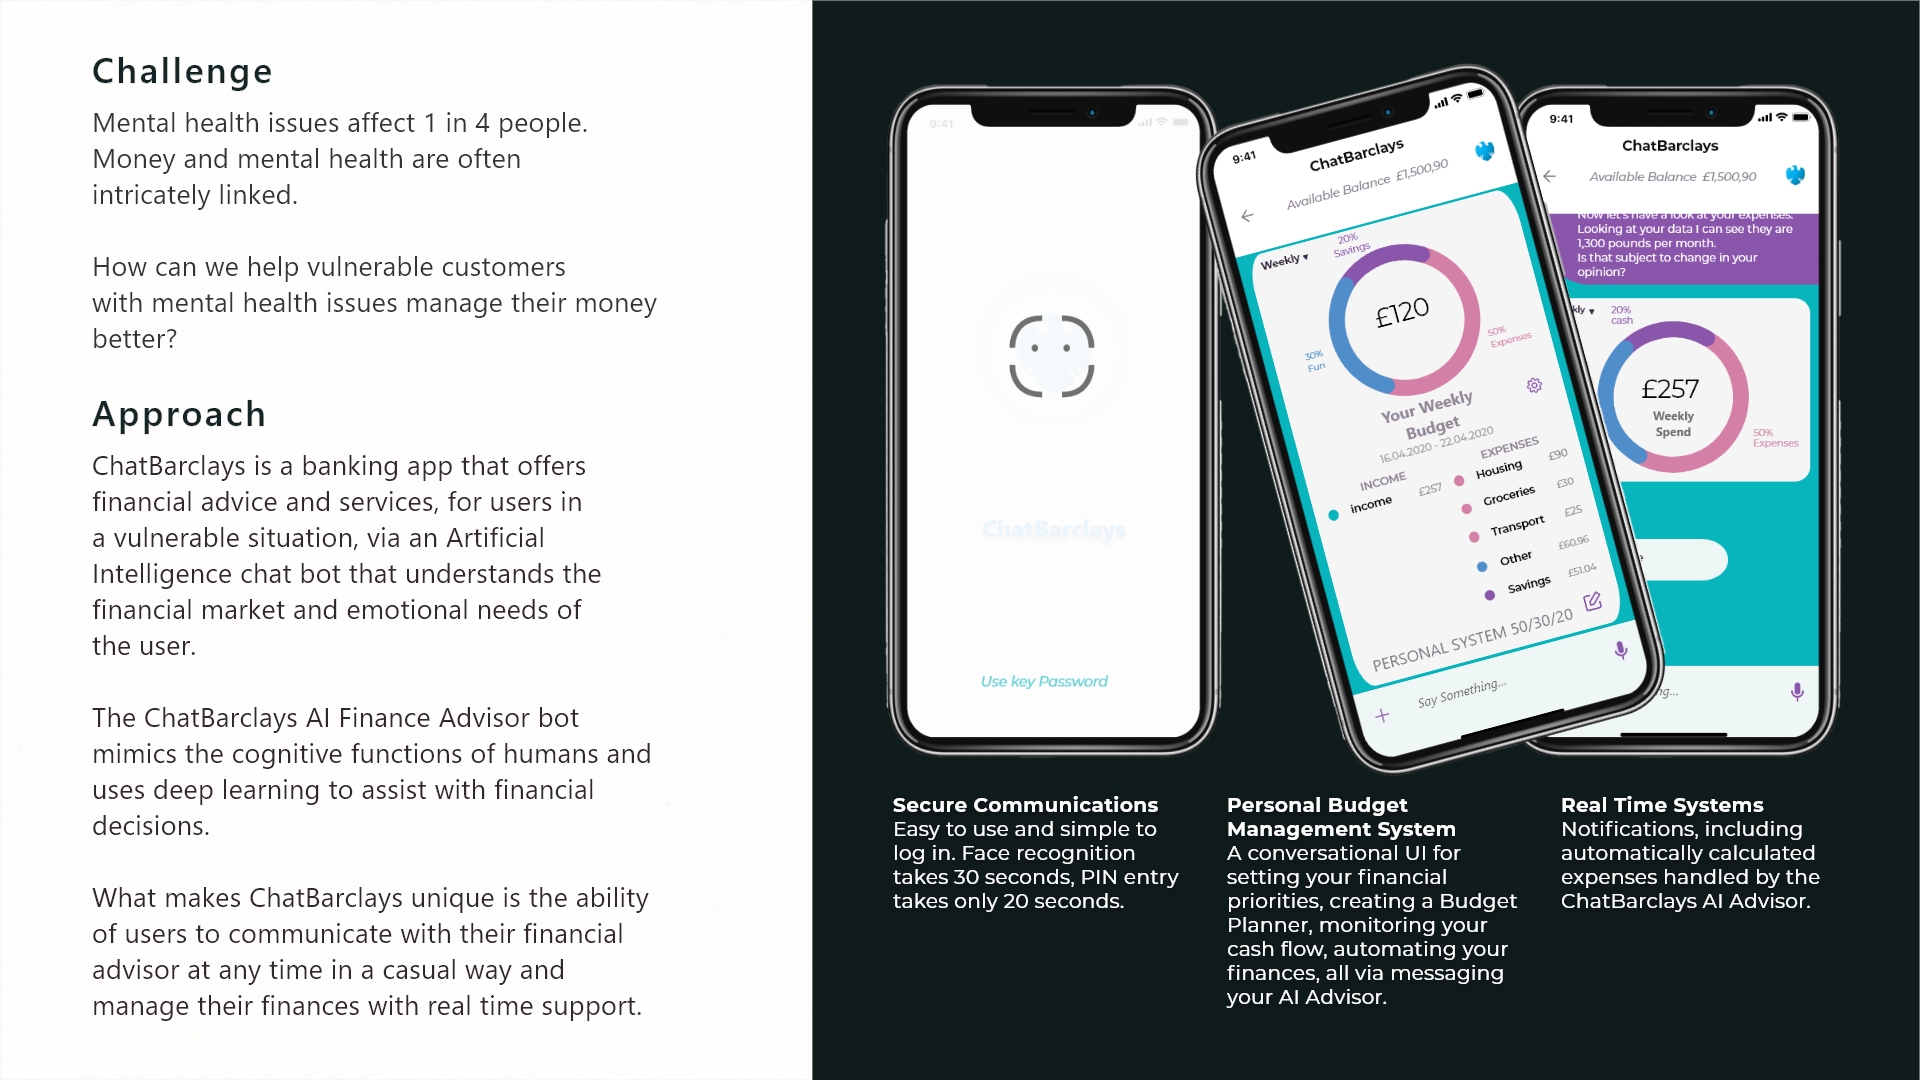 Challenge
Mental health issues affect 1 in 4 people.
Money and mental health are often
intricately linked.
How can we help vulnerable customers
with mental health issues manage their money
better?
Approach
ChatBarclays is a banking app that offers
financial advice and services, for users in
a vulnerable situation, via an Artificial
Intelligence chat bot that understands the
financial market and emotional needs of
the user.
The ChatBarclays AI Finance Advisor bot
mimics the cognitive functions of humans and
uses deep learning to assist with financial
decisions.
What makes ChatBarclays unique is the ability
of users to communicate with their financial
advisor at any time in a casual way and
manage their finances with real time support.
9:41
ChatBarclays
Use key Password
9:41
ChatBarclays
Available Balance £1,500,90
Weekly ▾
20%
Savings
£120
50%
Expenses
30%
Fun
Your Weekly
Budget
16.04.2020 - 22.04.2020
INCOME
income £257
EXPENSES
Housing £90
Groceries £30
Transport £25
Other £60.96
Savings £51.04
PERSONAL SYSTEM 50/30/20
Say Something...
9:41
ChatBarclays
Available Balance £1,500,90
Now let's have a look at your expenses.
Looking at your data I can see they are
1,300 pounds per month.
Is that subject to change in your
opinion?
kly ▾
20%
cash
£257
Weekly
Spend
50%
Expenses
ng...
Secure Communications
Easy to use and simple to
log in. Face recognition
takes 30 seconds, PIN entry
takes only 20 seconds.
Personal Budget
Management System
A conversational UI for
setting your financial
priorities, creating a Budget
Planner, monitoring your
cash flow, automating your
finances, all via messaging
your AI Advisor.
Real Time Systems
Notifications, including
automatically calculated
expenses handled by the
ChatBarclays AI Advisor.